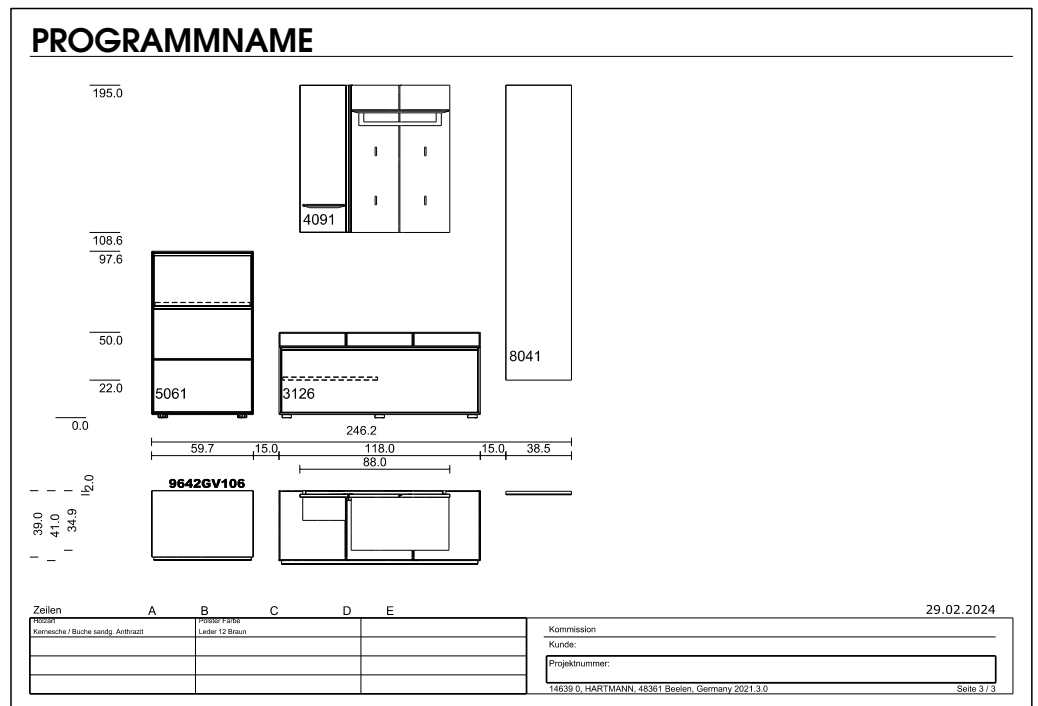 PROGRAMMNAME
195.0
4091
108.6
97.6
50.0
8041
22.0
5061 3126
0.0
246.2
59.7 15.0 118.0 15.0 38.5
88.0
2.0
9642GV106
39.0 41.0 34.9
Zeilen A B C D E 29.02.2024
Holzart Polster Farbe
Kernesche / Buche sandg. Anthrazit Leder 12 Braun
Kommission
Kunde:
Projektnummer:
14639 0, HARTMANN, 48361 Beelen, Germany 2021.3.0 Seite 3 / 3